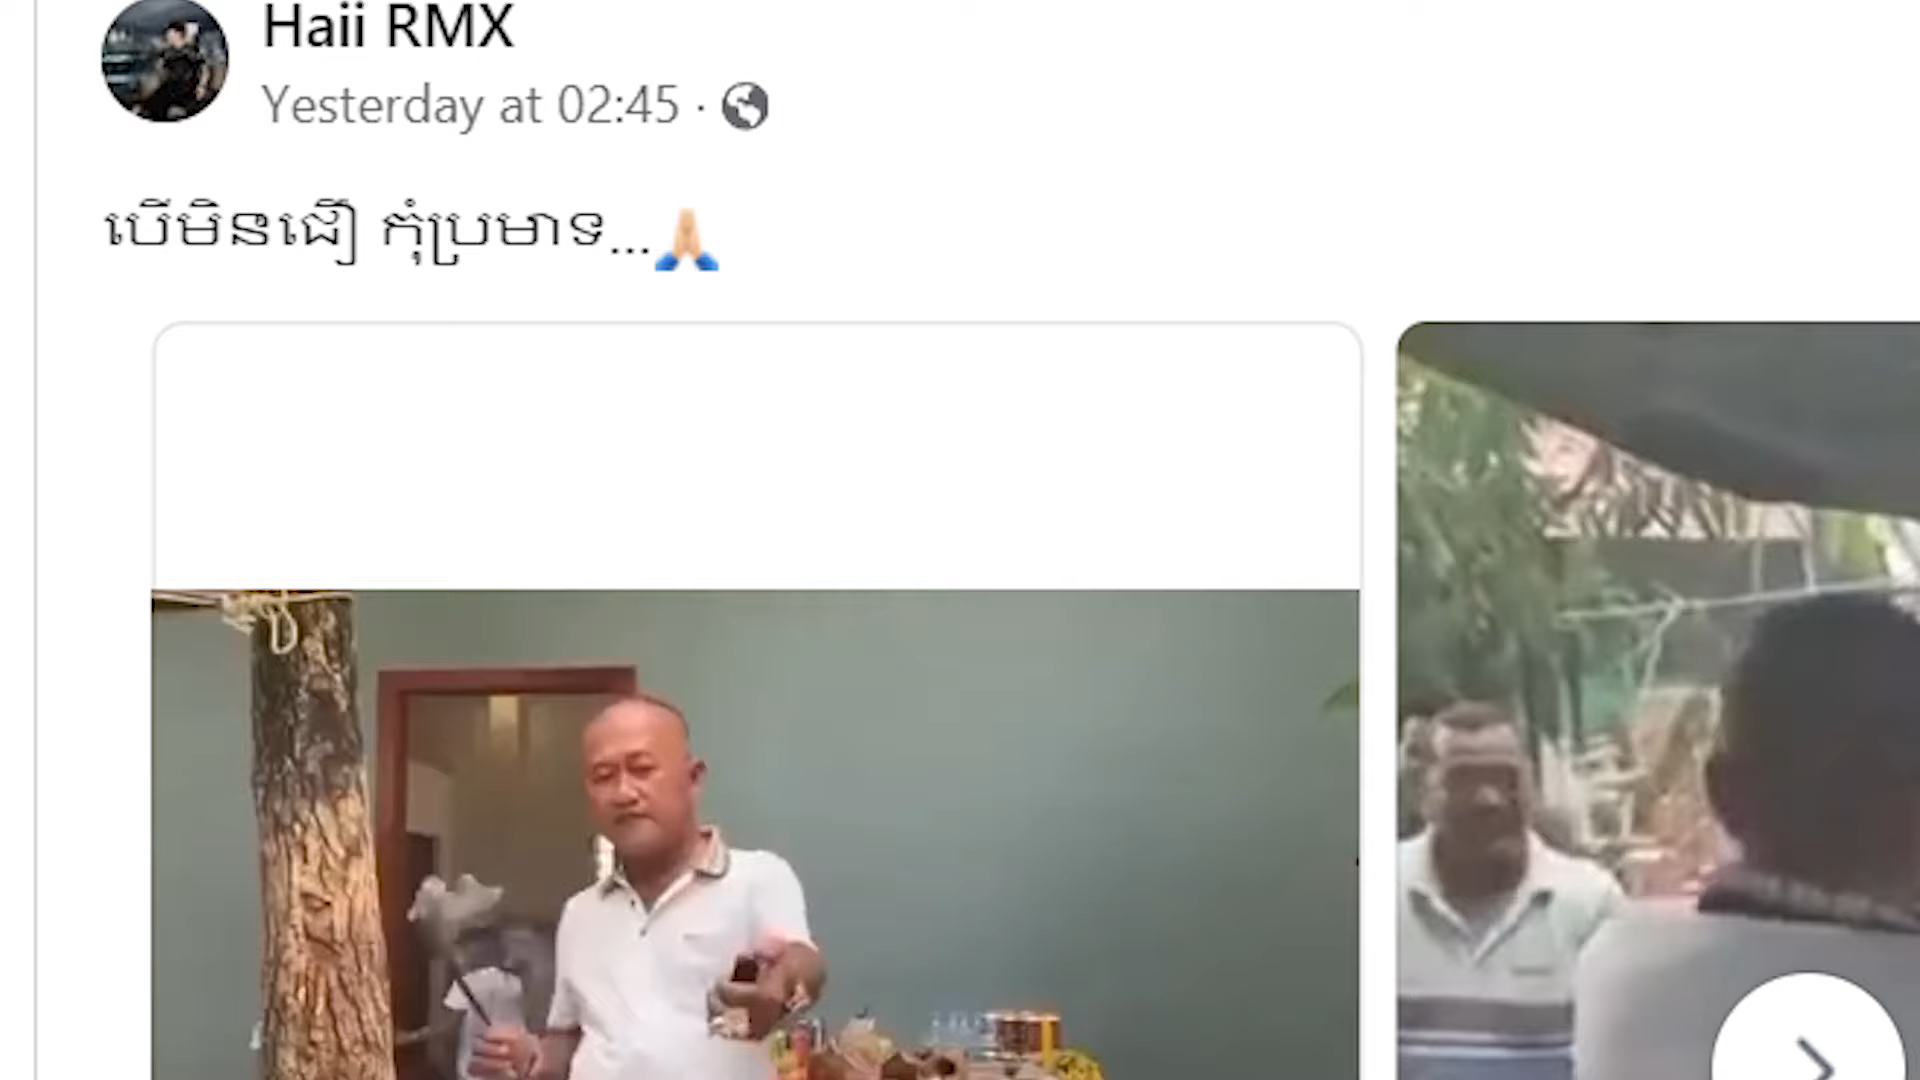 Haii RMX
Yesterday at 02:45 ·
បើមិនជឿ កុំប្រមាទ...🙏🏼